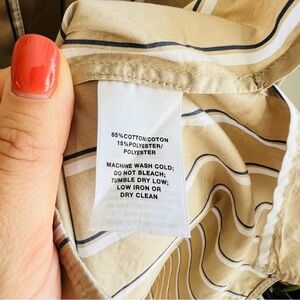 85%COTTON/COTON
15%POLYESTER/
POLYESTER
MACHINE WASH COLD;
DO NOT BLEACH;
TUMBLE DRY LOW;
LOW IRON OR
DRY CLEAN